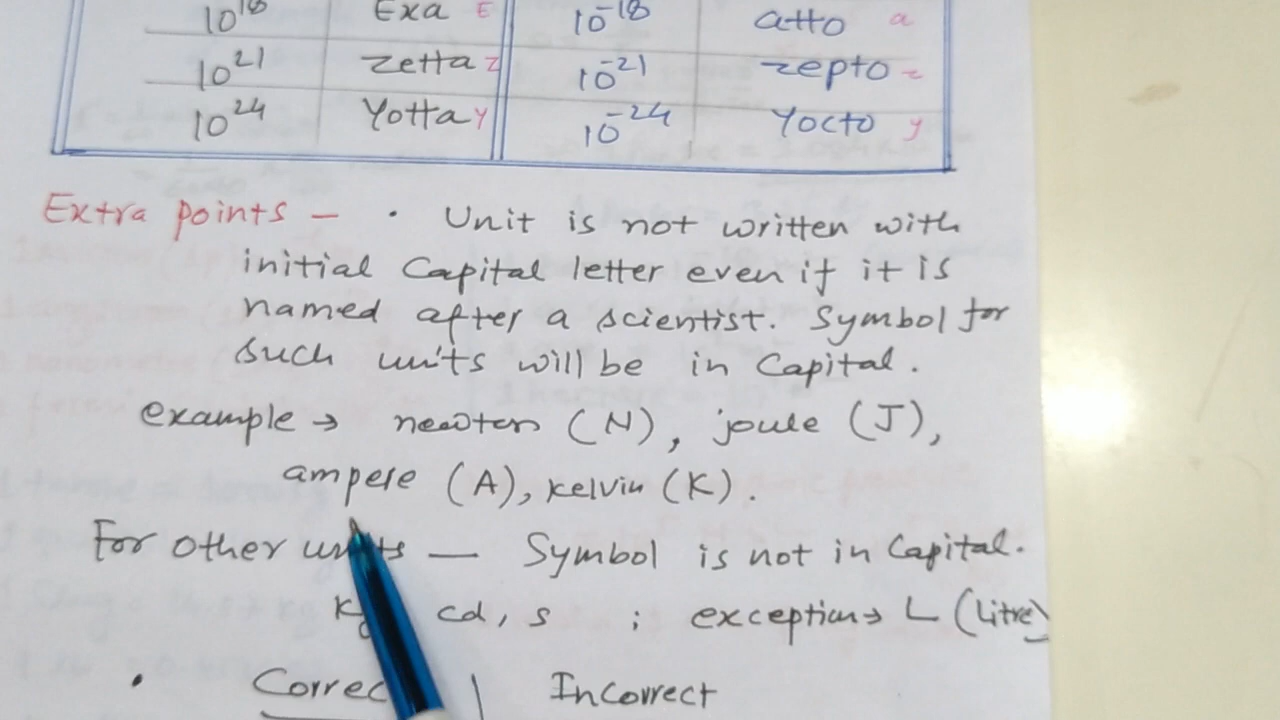 10^18 Exa E 10^-18 atto a
10^21 Zetta Z 10^-21 zepto z
10^24 Yotta Y 10^-24 Yocto y
Extra points – • Unit is not written with
initial Capital letter even if it is
named after a scientist. Symbol for
such units will be in Capital.
example → newton (N), joule (J),
ampere (A), kelvin (K).
For other units — Symbol is not in Capital.
cd, s ; exception → L (litre)
• Correc | InCorrect